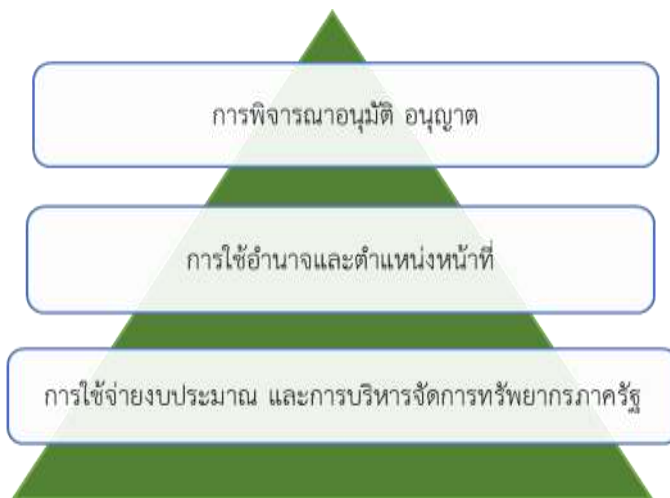 การพิจารณาอนุมัติ อนุญาต
การใช้อำนาจและตำแหน่งหน้าที่
การใช้จ่ายงบประมาณ และการบริหารจัดการทรัพยากรภาครัฐ